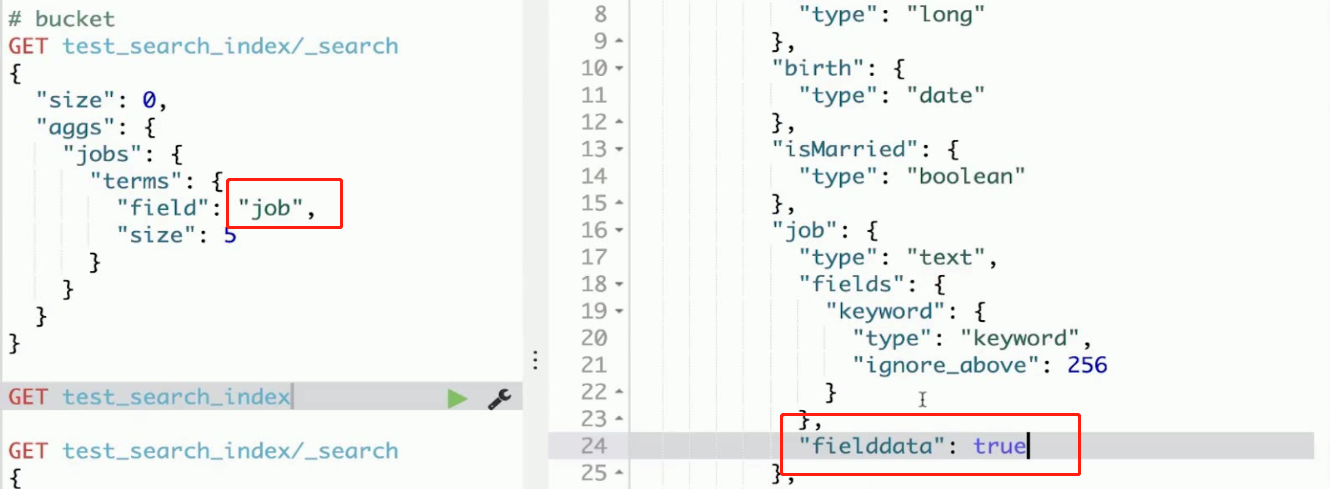 # bucket
GET test_search_index/_search
{
  "size": 0,
  "aggs": {
    "jobs": {
      "terms": {
        "field": "job",
        "size": 5
      }
    }
  }
}
GET test_search_index
GET test_search_index/_search
{
8 "type": "long"
9 },
10 "birth": {
11 "type": "date"
12 },
13 "isMarried": {
14 "type": "boolean"
15 },
16 "job": {
17 "type": "text",
18 "fields": {
19 "keyword": {
20 "type": "keyword",
21 "ignore_above": 256
22 }
23 },
24 "fielddata": true
25 },